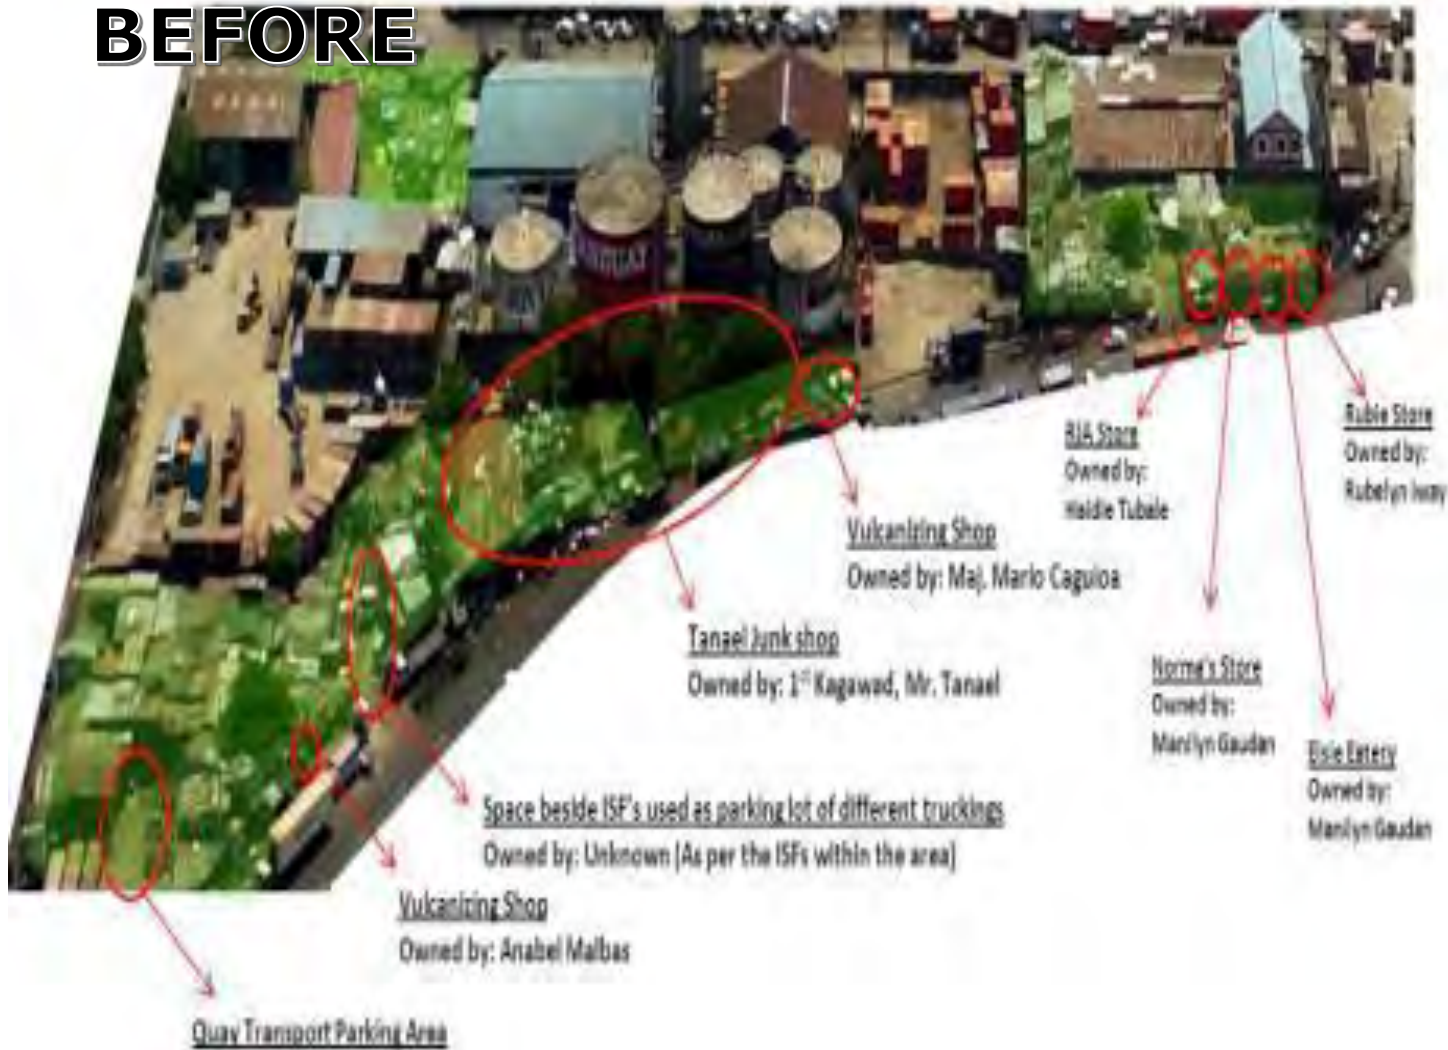 BEFORE
RJA Store
Owned by:
Haidie Tubale
Rubie Store
Owned by:
Rubelyn Iway
Vulcanizing Shop
Owned by: Maj. Mario Caguioa
Tanael Junk shop
Owned by: 1st Kagawad, Mr. Tanael
Norma's Store
Owned by:
Manilyn Gaudan
Elsie Eatery
Owned by:
Manilyn Gaudan
Space beside ISF's used as parking lot of different truckings
Owned by: Unknown (As per the ISFs within the area)
Vulcanizing Shop
Owned by: Anabel Malbas
Quay Transport Parking Area